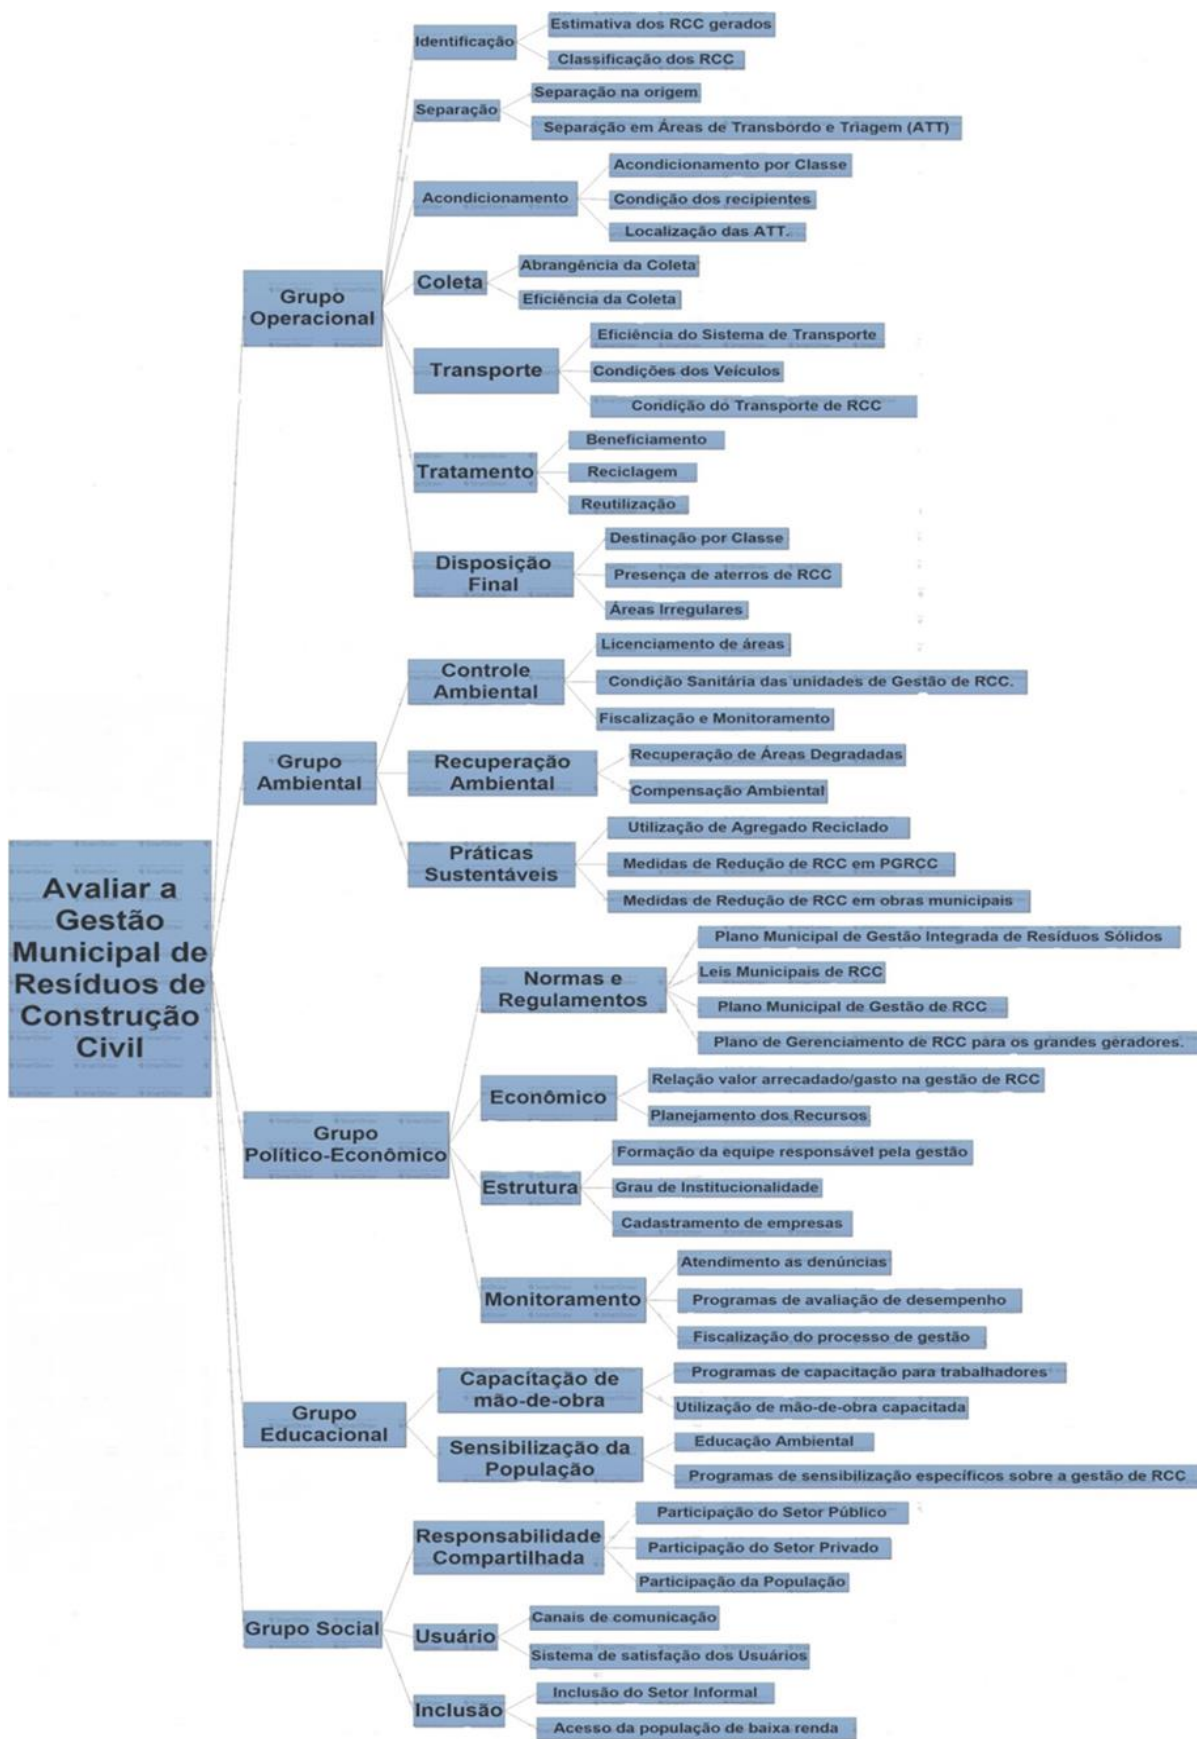 Avaliar a
Gestão
Municipal de
Resíduos de
Construção
Civil
Grupo
Operacional
Identificação
Estimativa dos RCC gerados
Classificação dos RCC
Separação
Separação na origem
Separação em Áreas de Transbordo e Triagem (ATT)
Acondicionamento
Acondicionamento por Classe
Condição dos recipientes
Localização das ATT.
Coleta
Abrangência da Coleta
Eficiência da Coleta
Transporte
Eficiência do Sistema de Transporte
Condições dos Veículos
Condição do Transporte de RCC
Tratamento
Beneficiamento
Reciclagem
Reutilização
Disposição
Final
Destinação por Classe
Presença de aterros de RCC
Áreas Irregulares
Grupo
Ambiental
Controle
Ambiental
Licenciamento de áreas
Condição Sanitária das unidades de Gestão de RCC.
Fiscalização e Monitoramento
Recuperação
Ambiental
Recuperação de Áreas Degradadas
Compensação Ambiental
Práticas
Sustentáveis
Utilização de Agregado Reciclado
Medidas de Redução de RCC em PGRCC
Medidas de Redução de RCC em obras municipais
Grupo
Político-Econômico
Normas e
Regulamentos
Plano Municipal de Gestão Integrada de Resíduos Sólidos
Leis Municipais de RCC
Plano Municipal de Gestão de RCC
Plano de Gerenciamento de RCC para os grandes geradores.
Econômico
Relação valor arrecadado/gasto na gestão de RCC
Planejamento dos Recursos
Estrutura
Formação da equipe responsável pela gestão
Grau de Institucionalidade
Cadastramento de empresas
Monitoramento
Atendimento as denúncias
Programas de avaliação de desempenho
Fiscalização do processo de gestão
Grupo
Educacional
Capacitação de
mão-de-obra
Programas de capacitação para trabalhadores
Utilização de mão-de-obra capacitada
Sensibilização da
População
Educação Ambiental
Programas de sensibilização específicos sobre a gestão de RCC
Grupo Social
Responsabilidade
Compartilhada
Participação do Setor Público
Participação do Setor Privado
Participação da População
Usuário
Canais de comunicação
Sistema de satisfação dos Usuários
Inclusão
Inclusão do Setor Informal
Acesso da população de baixa renda